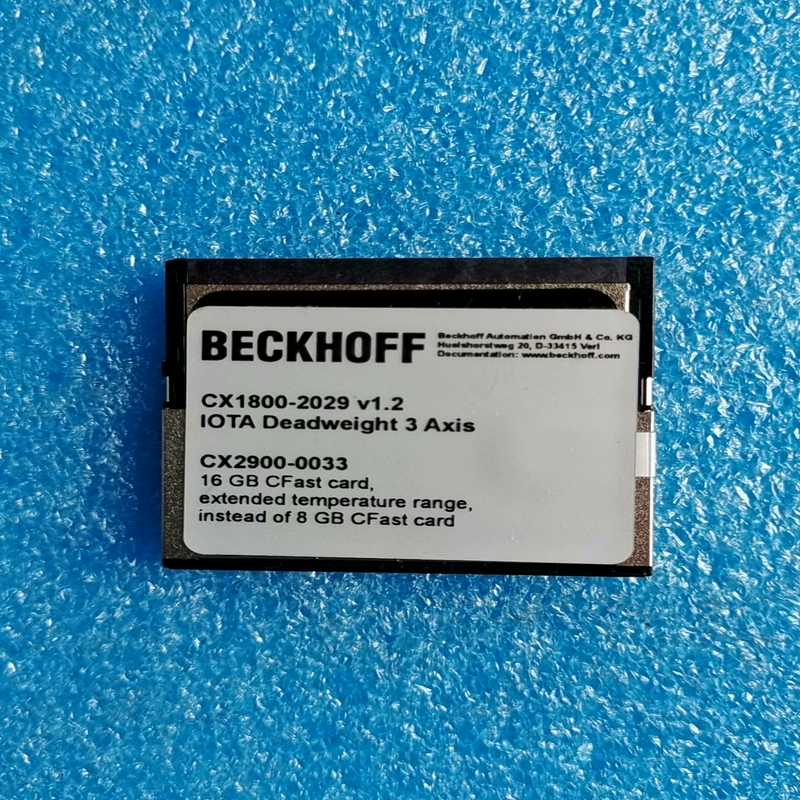 BECKHOFF
Beckhoff Automation GmbH & Co. KG
Huelshorstweg 20, D-33415 Verl
Documentation: www.beckhoff.com
CX1800-2029 v1.2
IOTA Deadweight 3 Axis
CX2900-0033
16 GB CFast card,
extended temperature range,
instead of 8 GB CFast card